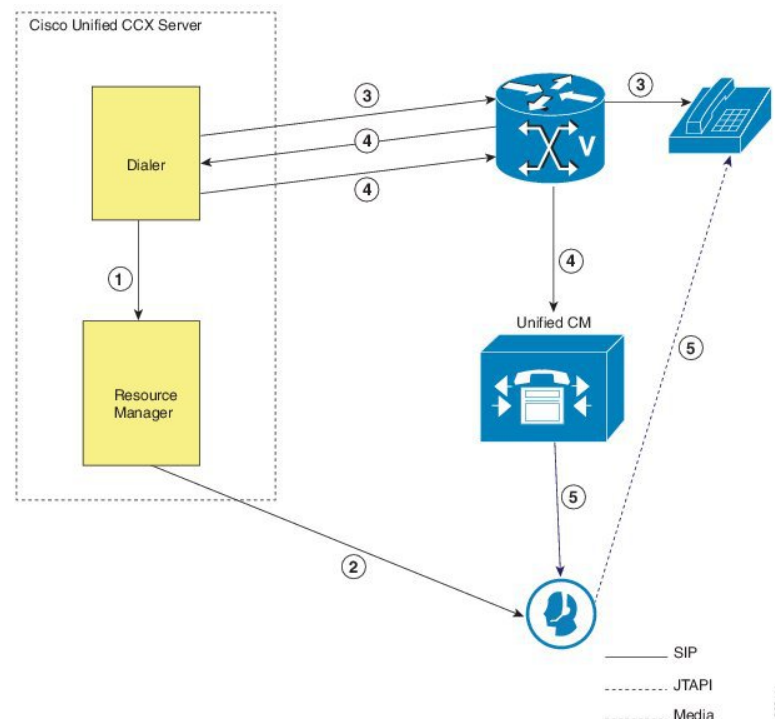 Cisco Unified CCX Server
3
3
Dialer
4
V
4
1
4
Unified CM
5
Resource
Manager
5
2
SIP
JTAPI
Media